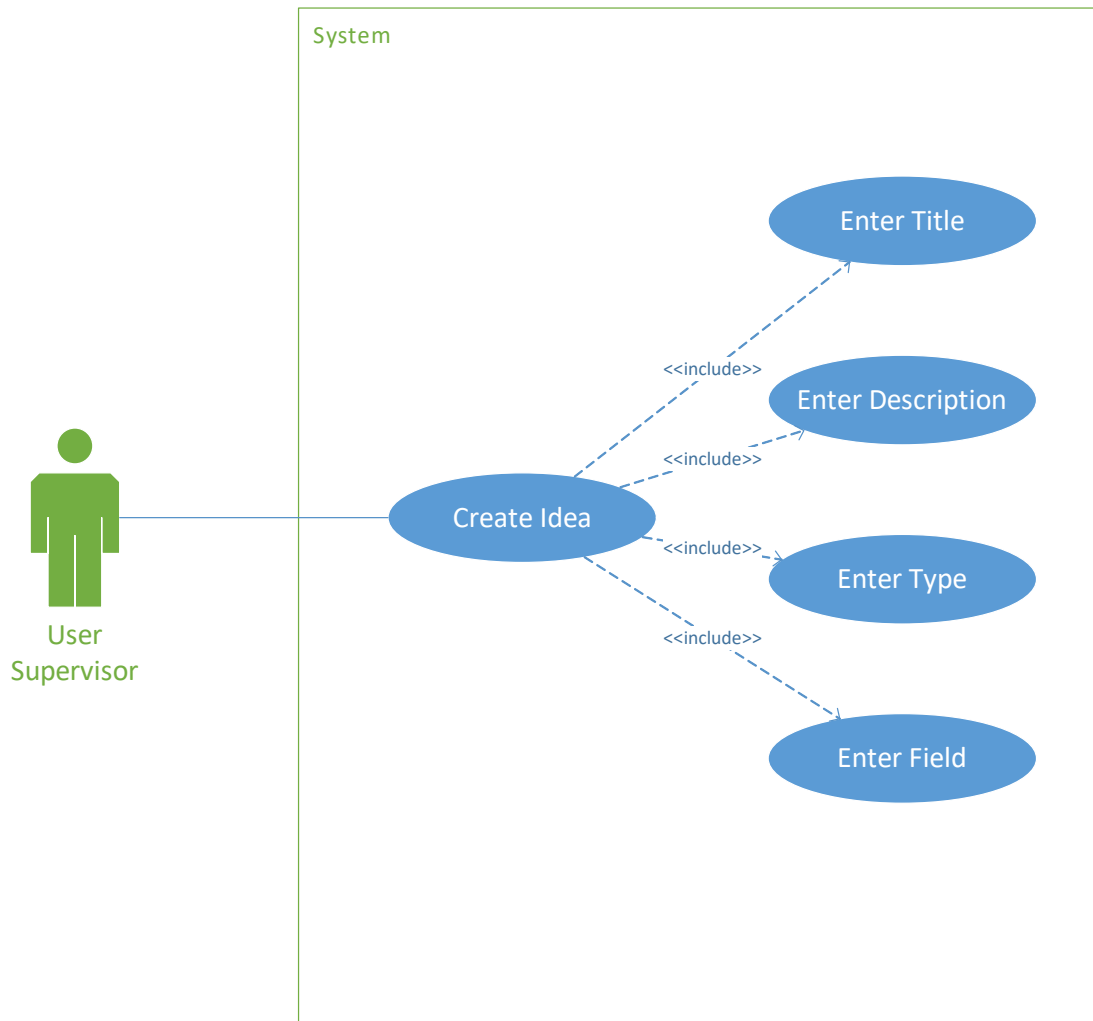 System
Enter Title
<<include>>
Enter Description
<<include>>
Create Idea
<<include>>
Enter Type
User
Supervisor
<<include>>
Enter Field